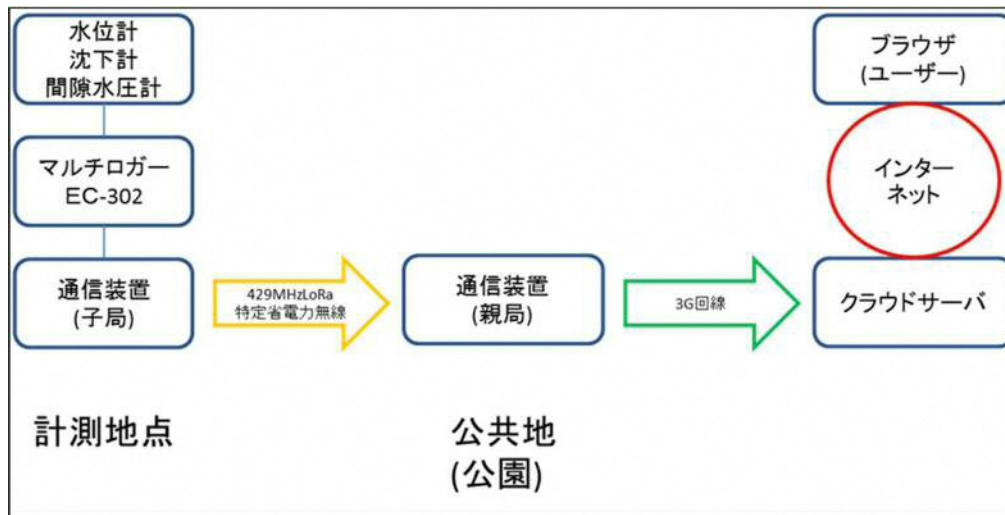 水位計
沈下計
間隙水圧計
マルチロガー
EC-302
通信装置
(子局)
429MHzLoRa
特定省電力無線
通信装置
(親局)
3G回線
ブラウザ
(ユーザー)
インター
ネット
クラウドサーバ
計測地点
公共地
(公園)